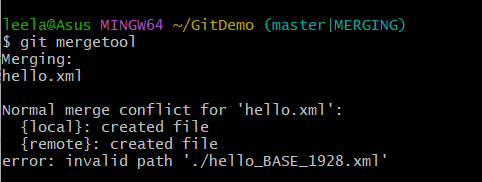 leela@Asus MINGW64 ~/GitDemo (master|MERGING)
$ git mergetool
Merging:
hello.xml
Normal merge conflict for 'hello.xml':
{local}: created file
{remote}: created file
error: invalid path './hello_BASE_1928.xml'